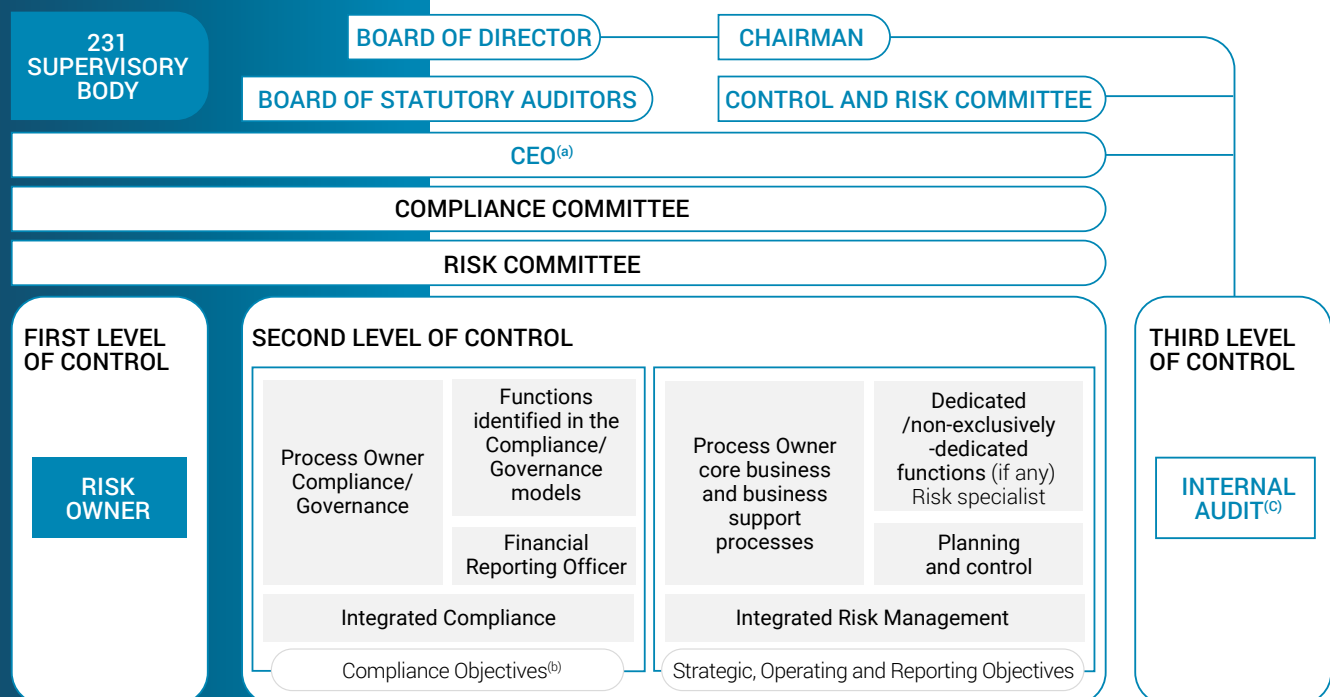 231
SUPERVISORY
BODY
BOARD OF DIRECTOR
CHAIRMAN
BOARD OF STATUTORY AUDITORS
CONTROL AND RISK COMMITTEE
CEO(a)
COMPLIANCE COMMITTEE
RISK COMMITTEE
FIRST LEVEL
OF CONTROL
RISK
OWNER
SECOND LEVEL OF CONTROL
Process Owner
Compliance/
Governance
Functions
identified in the
Compliance/
Governance
models
Financial
Reporting Officer
Integrated Compliance
Compliance Objectives(b)
Process Owner
core business
and business
support
processes
Dedicated
/non-exclusively
-dedicated
functions (if any)
Risk specialist
Planning
and control
Integrated Risk Management
Strategic, Operating and Reporting Objectives
THIRD LEVEL
OF CONTROL
INTERNAL
AUDIT(C)